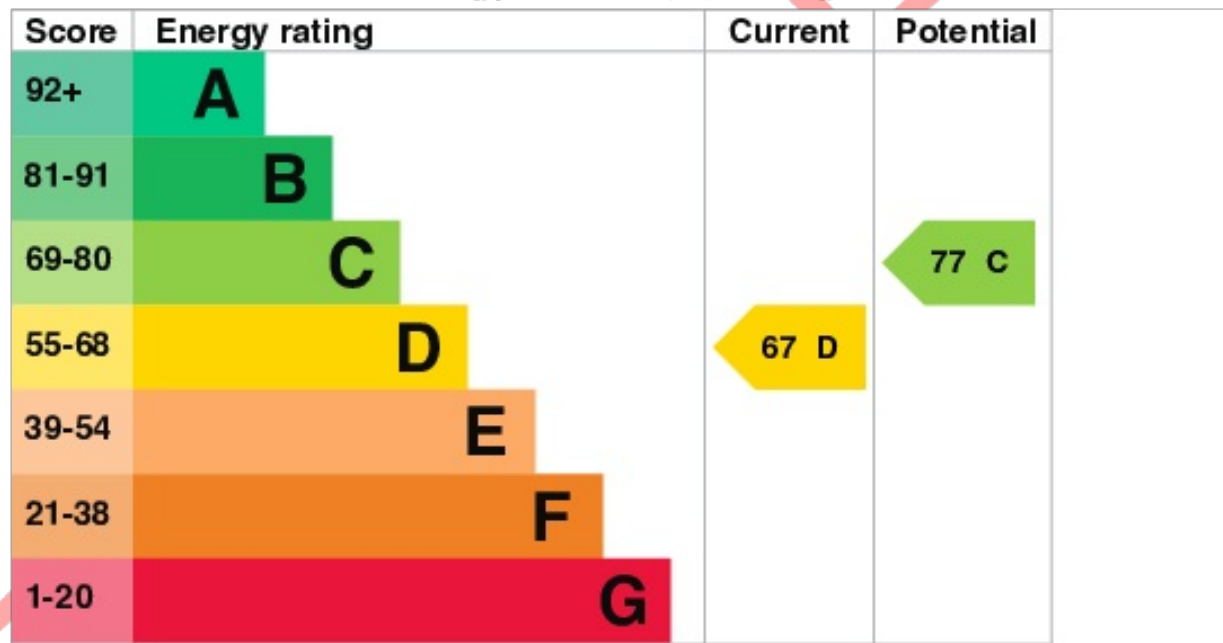 Score Energy rating Current Potential
92+ A
81-91 B
69-80 C 77 C
55-68 D 67 D
39-54 E
21-38 F
1-20 G